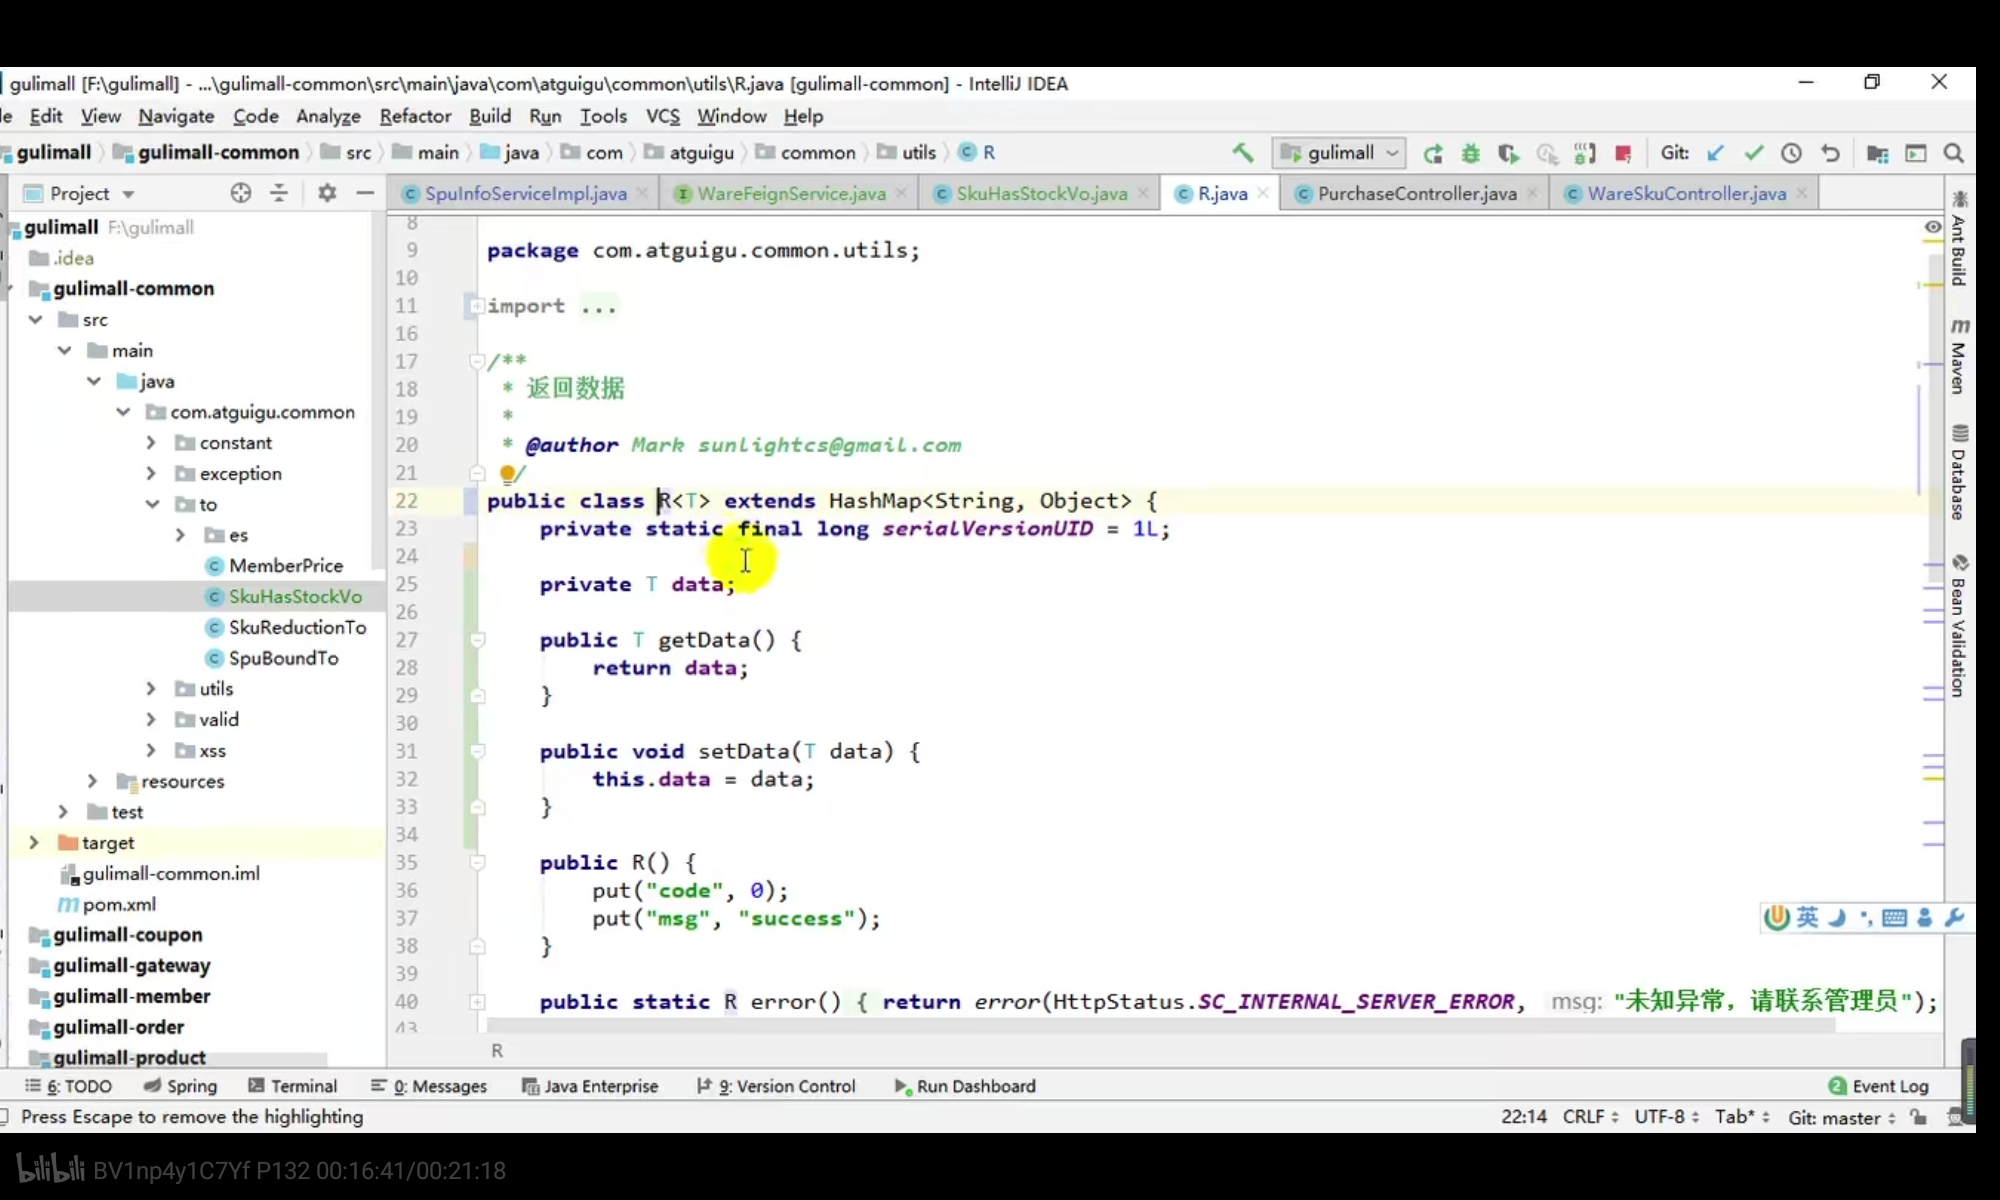 gulimall [F:\gulimall] - ...\gulimall-common\src\main\java\com\atguigu\common\utils\R.java [gulimall-common] - IntelliJ IDEA
le Edit View Navigate Code Analyze Refactor Build Run Tools VCS Window Help
gulimall gulimall-common src main java com atguigu common utils R gulimall Git:
Project SpuInfoServiceImpl.java WareFeignService.java SkuHasStockVo.java R.java PurchaseController.java WareSkuController.java
gulimall F:\gulimall
.idea
gulimall-common
src
main
java
com.atguigu.common
constant
exception
to
es
MemberPrice
SkuHasStockVo
SkuReductionTo
SpuBoundTo
utils
valid
xss
resources
test
target
gulimall-common.iml
pom.xml
gulimall-coupon
gulimall-gateway
gulimall-member
gulimall-order
gulimall-product
8
9 package com.atguigu.common.utils;
10
11 import ...
16
17 /**
18 * 返回数据
19 *
20 * @author Mark sunlightcs@gmail.com
21 */
22 public class R<T> extends HashMap<String, Object> {
23 private static final long serialVersionUID = 1L;
24
25 private T data;
26
27 public T getData() {
28 return data;
29 }
30
31 public void setData(T data) {
32 this.data = data;
33 }
34
35 public R() {
36 put("code", 0);
37 put("msg", "success");
38 }
39
40 public static R error() { return error(HttpStatus.SC_INTERNAL_SERVER_ERROR, msg: "未知异常，请联系管理员");
43
R
Ant Build
Maven
Database
Bean Validation
英
6: TODO Spring Terminal 0: Messages Java Enterprise 9: Version Control Run Dashboard 2 Event Log
Press Escape to remove the highlighting 22:14 CRLF UTF-8 Tab* Git: master
bilibili BV1np4y1C7Yf P132 00:16:41/00:21:18